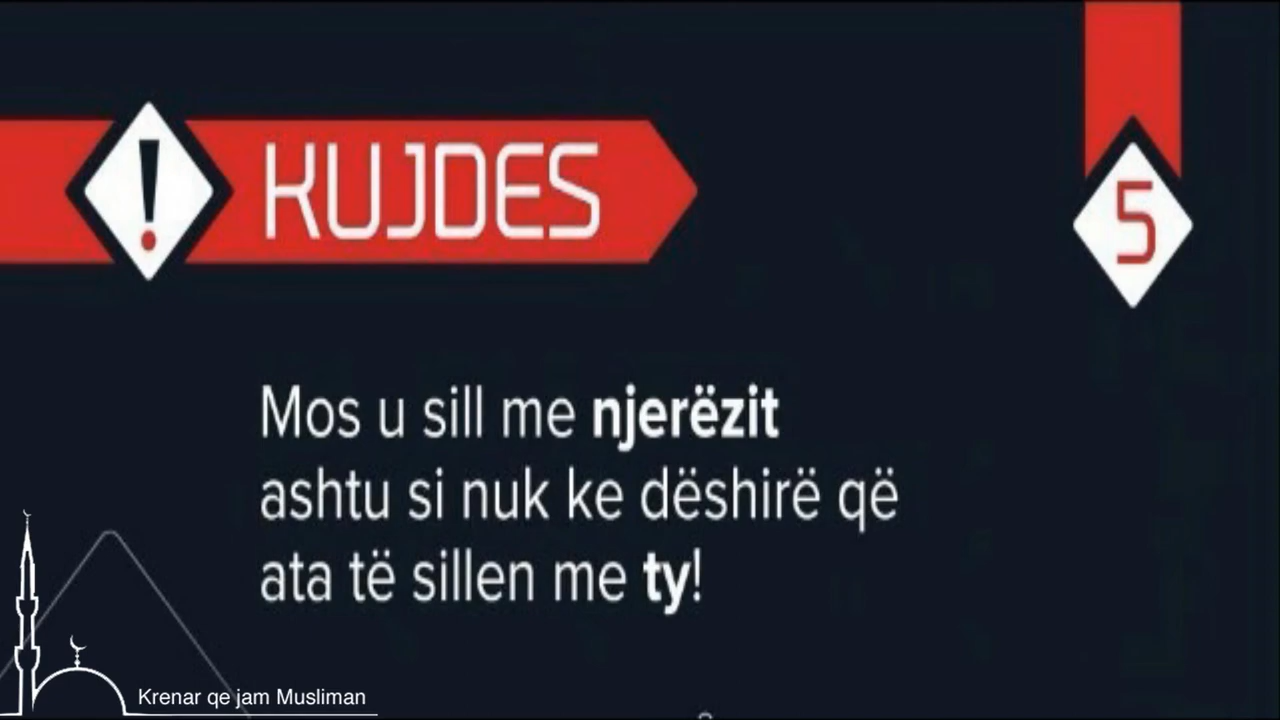 !
KUJDES
5
Mos u sill me njerëzit
ashtu si nuk ke dëshirë që
ata të sillen me ty!
Krenar qe jam Musliman